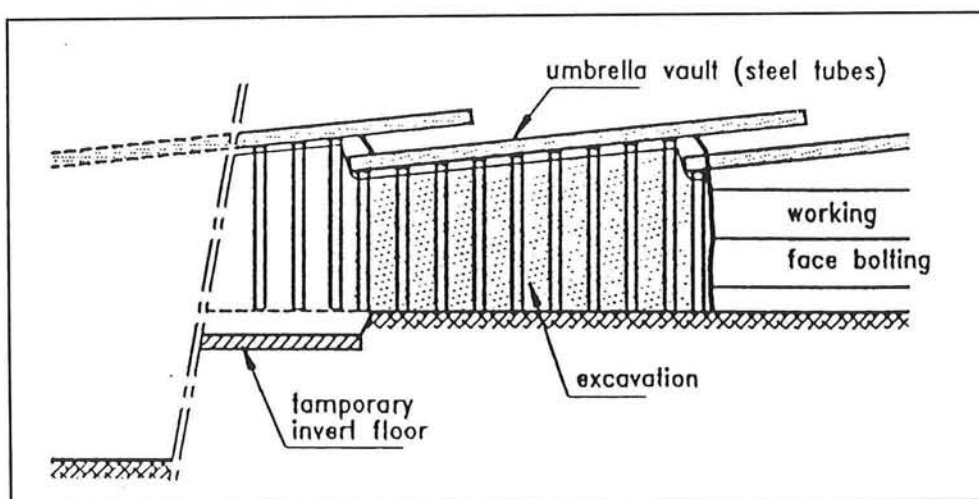 umbrella vault (steel tubes)
working
face bolting
excavation
tamporary
invert floor